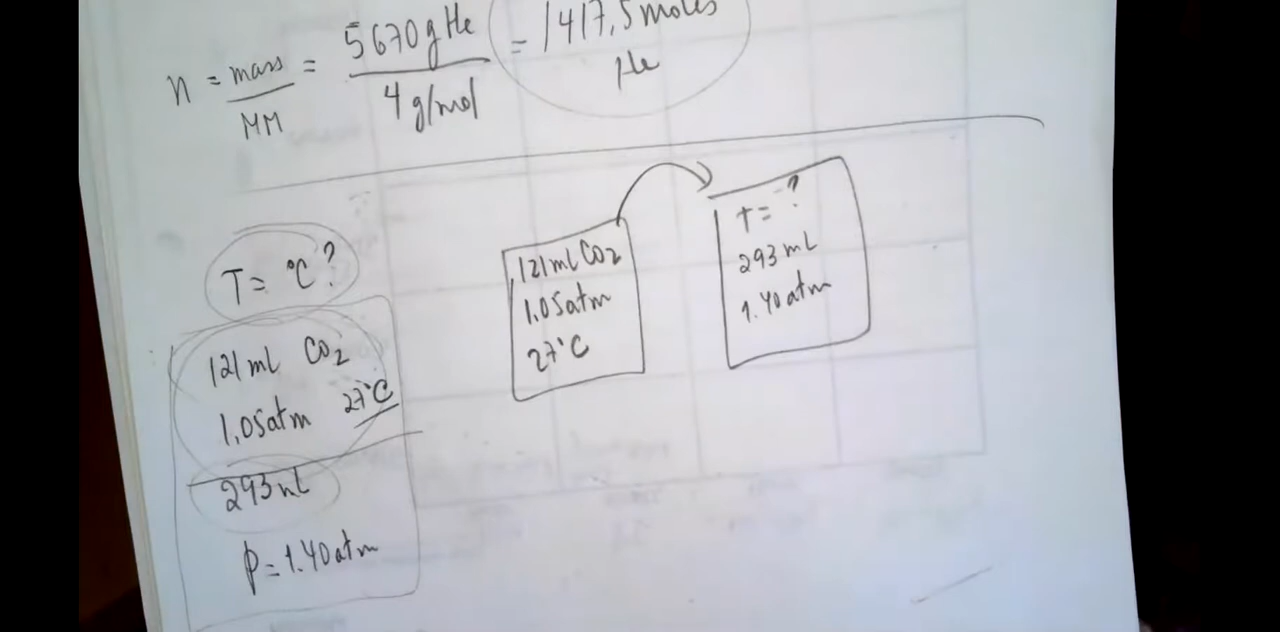 n = mass / MM = 5670 g He / 4 g/mol = 1417,5 moles He
T = °C ?
121 ml CO2
1.05 atm 27°C
293 ml
p = 1.40 atm
121 ml CO2
1.05 atm
27°C
T = ?
293 mL
1.40 atm